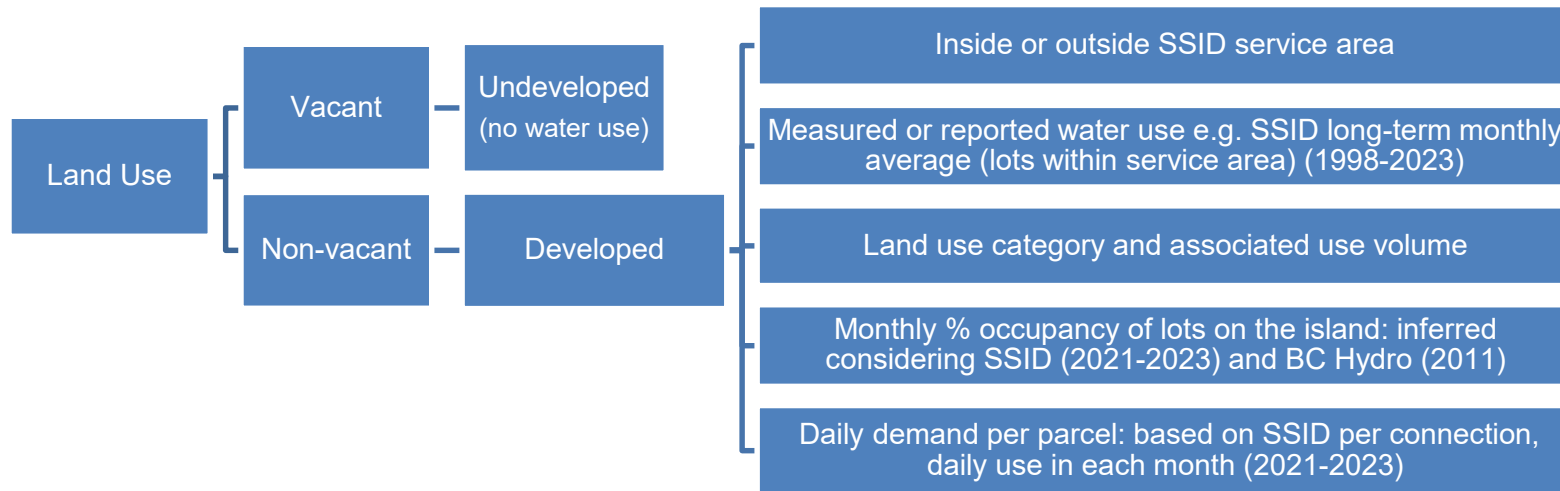 Land Use
Vacant
Undeveloped
(no water use)
Non-vacant
Developed
Inside or outside SSID service area
Measured or reported water use e.g. SSID long-term monthly
average (lots within service area) (1998-2023)
Land use category and associated use volume
Monthly % occupancy of lots on the island: inferred
considering SSID (2021-2023) and BC Hydro (2011)
Daily demand per parcel: based on SSID per connection,
daily use in each month (2021-2023)